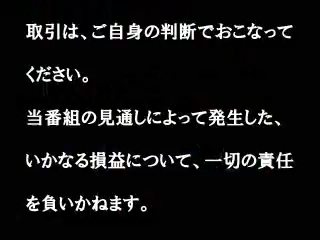 取引は、ご自身の判断でおこなって
ください。
当番組の見通しによって発生した、
いかなる損益について、一切の責任
を負いかねます。